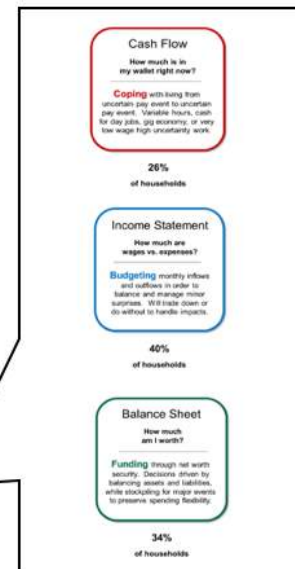 Cash Flow
How much is in
my wallet right now?
Coping with living from
uncertain pay event to uncertain
pay event. Variable hours, cash
for day jobs, gig economy, or very
low wage high uncertainty work.
26%
of households
Income Statement
How much are
wages vs. expenses?
Budgeting monthly inflows
and outflows in order to
balance and manage minor
surprises. Will trade down or
do without to handle impacts.
40%
of households
Balance Sheet
How much
am I worth?
Funding through net worth
security. Decisions driven by
balancing assets and liabilities,
while stockpiling for major events
to preserve spending flexibility.
34%
of households